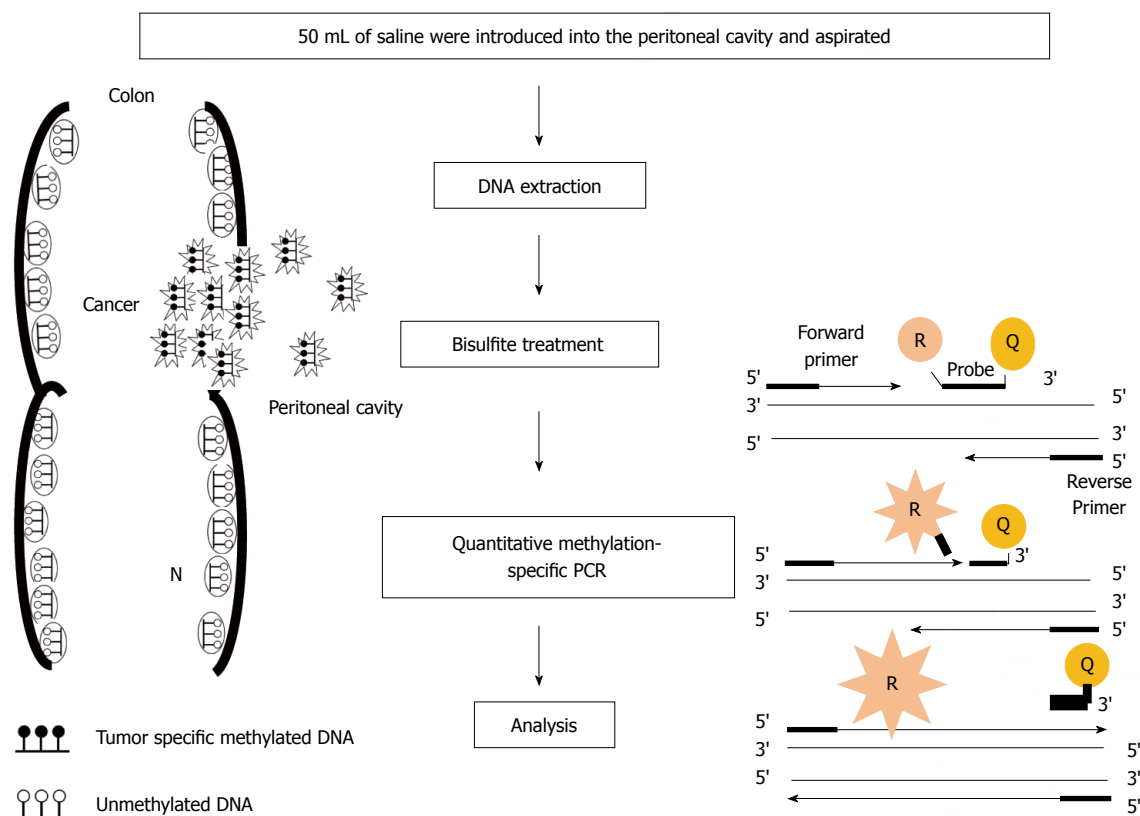 50 mL of saline were introduced into the peritoneal cavity and aspirated
Colon
DNA extraction
Cancer
Bisulfite treatment
Peritoneal cavity
N
Quantitative methylation-
specific PCR
Analysis
Tumor specific methylated DNA
Unmethylated DNA
Forward
primer
R
Q
Probe
5'
3'
3'
5'
5'
3'
5'
Reverse
Primer
R
Q
5'
3'
3'
5'
5'
3'
5'
R
Q
3'
5'
3'
5'
5'
3'
5'